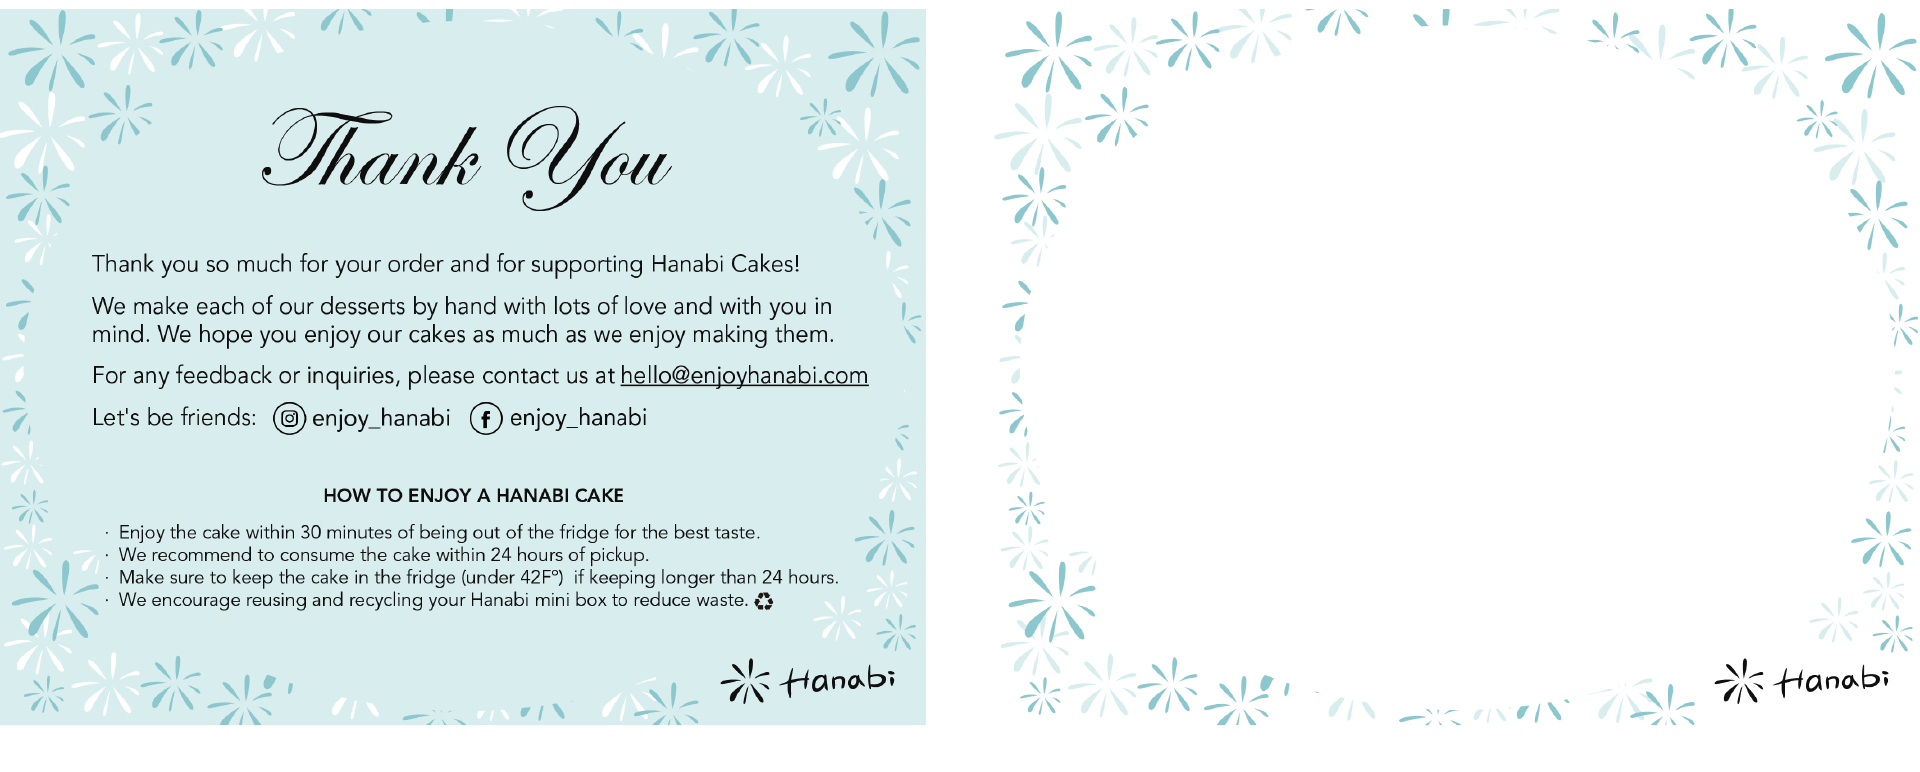 Thank You
Thank you so much for your order and for supporting Hanabi Cakes!
We make each of our desserts by hand with lots of love and with you in
mind. We hope you enjoy our cakes as much as we enjoy making them.
For any feedback or inquiries, please contact us at hello@enjoyhanabi.com
Let's be friends: enjoy_hanabi enjoy_hanabi
HOW TO ENJOY A HANABI CAKE
· Enjoy the cake within 30 minutes of being out of the fridge for the best taste.
· We recommend to consume the cake within 24 hours of pickup.
· Make sure to keep the cake in the fridge (under 42Fº) if keeping longer than 24 hours.
· We encourage reusing and recycling your Hanabi mini box to reduce waste.
Hanabi
Hanabi